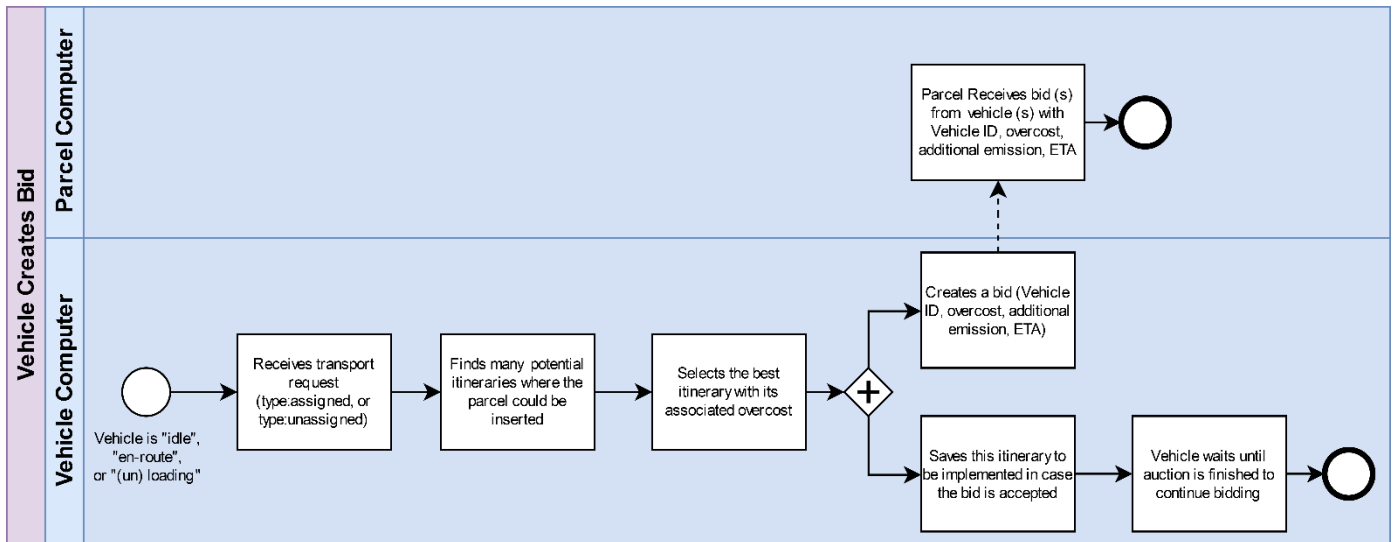 Vehicle Creates Bid
Parcel Computer
Parcel Receives bid (s)
from vehicle (s) with
Vehicle ID, overcost,
additional emission, ETA
Vehicle Computer
Vehicle is "idle",
"en-route",
or "(un) loading"
Receives transport
request
(type:assigned, or
type:unassigned)
Finds many potential
itineraries where the
parcel could be
inserted
Selects the best
itinerary with its
associated overcost
Creates a bid (Vehicle
ID, overcost, additional
emission, ETA)
Saves this itinerary to
be implemented in case
the bid is accepted
Vehicle waits until
auction is finished to
continue bidding